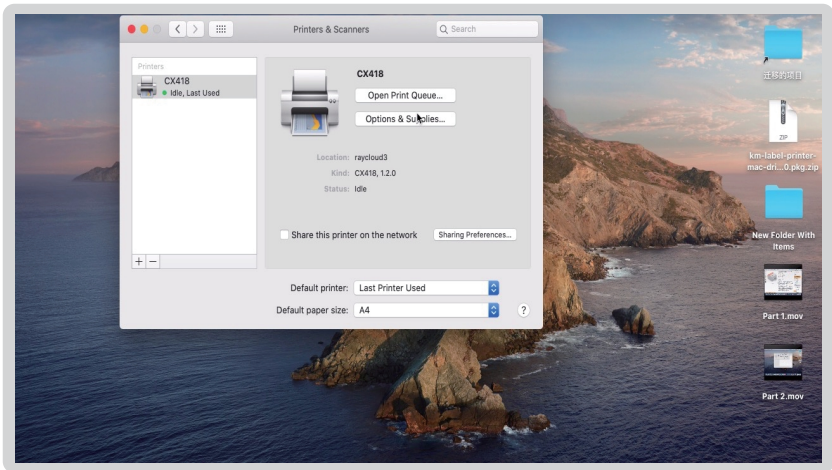 Printers & Scanners
Search
Printers
CX418
Idle, Last Used
CX418
Open Print Queue...
Options & Supplies...
Location: raycloud3
Kind: CX418, 1.2.0
Status: Idle
Share this printer on the network
Sharing Preferences...
+ −
Default printer: Last Printer Used
Default paper size: A4
?
迁移的项目
ZIP
km-label-printer-
mac-dri...0.pkg.zip
New Folder With
Items
Part 1.mov
Part 2.mov